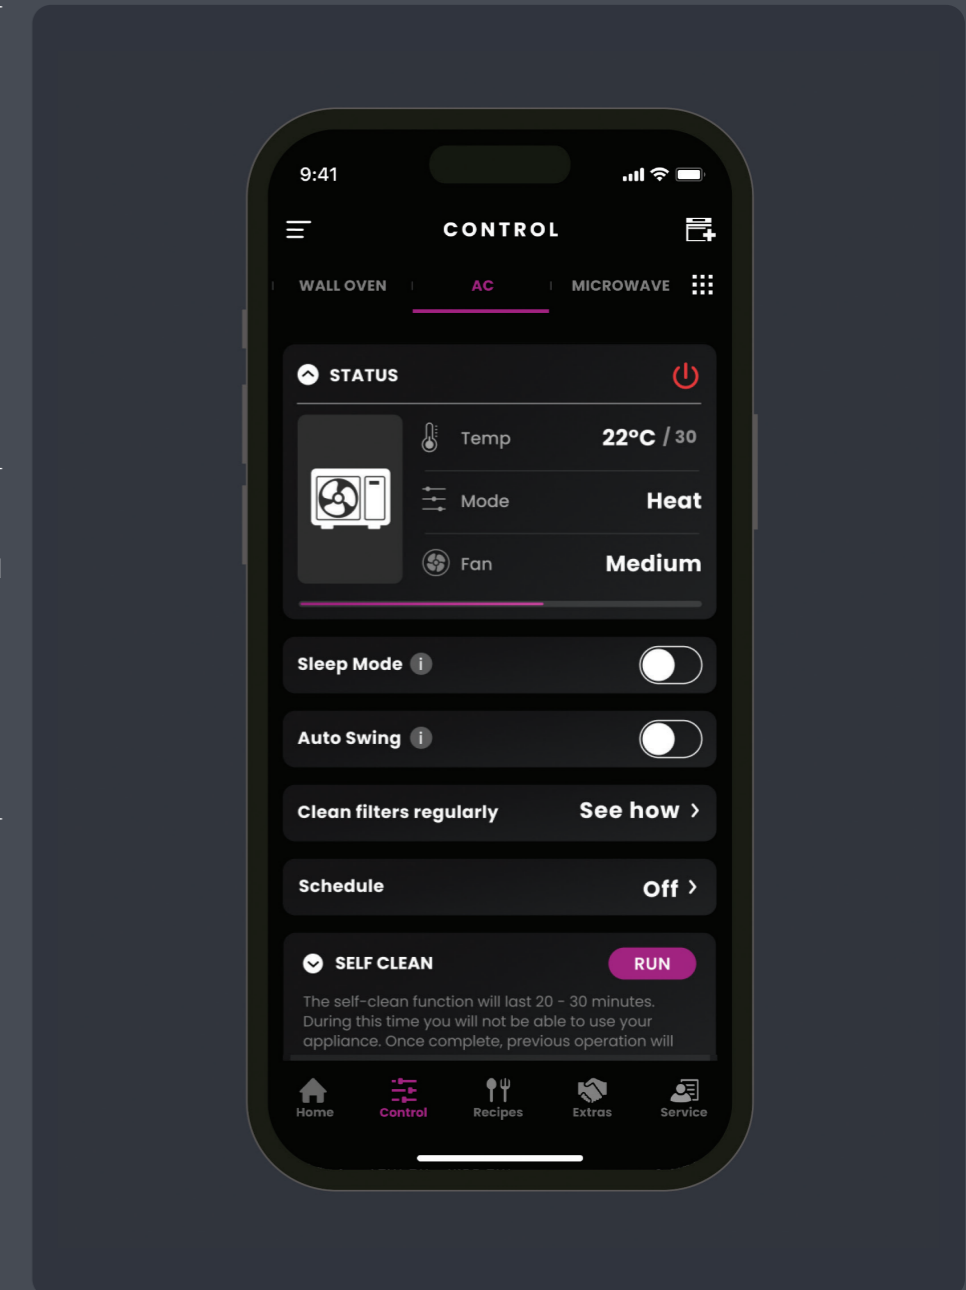 9:41
CONTROL
WALL OVEN AC MICROWAVE
STATUS
Temp 22°C / 30
Mode Heat
Fan Medium
Sleep Mode i
Auto Swing i
Clean filters regularly See how
Schedule Off
SELF CLEAN RUN
The self-clean function will last 20 - 30 minutes.
During this time you will not be able to use your
appliance. Once complete, previous operation will
Home Control Recipes Extras Service